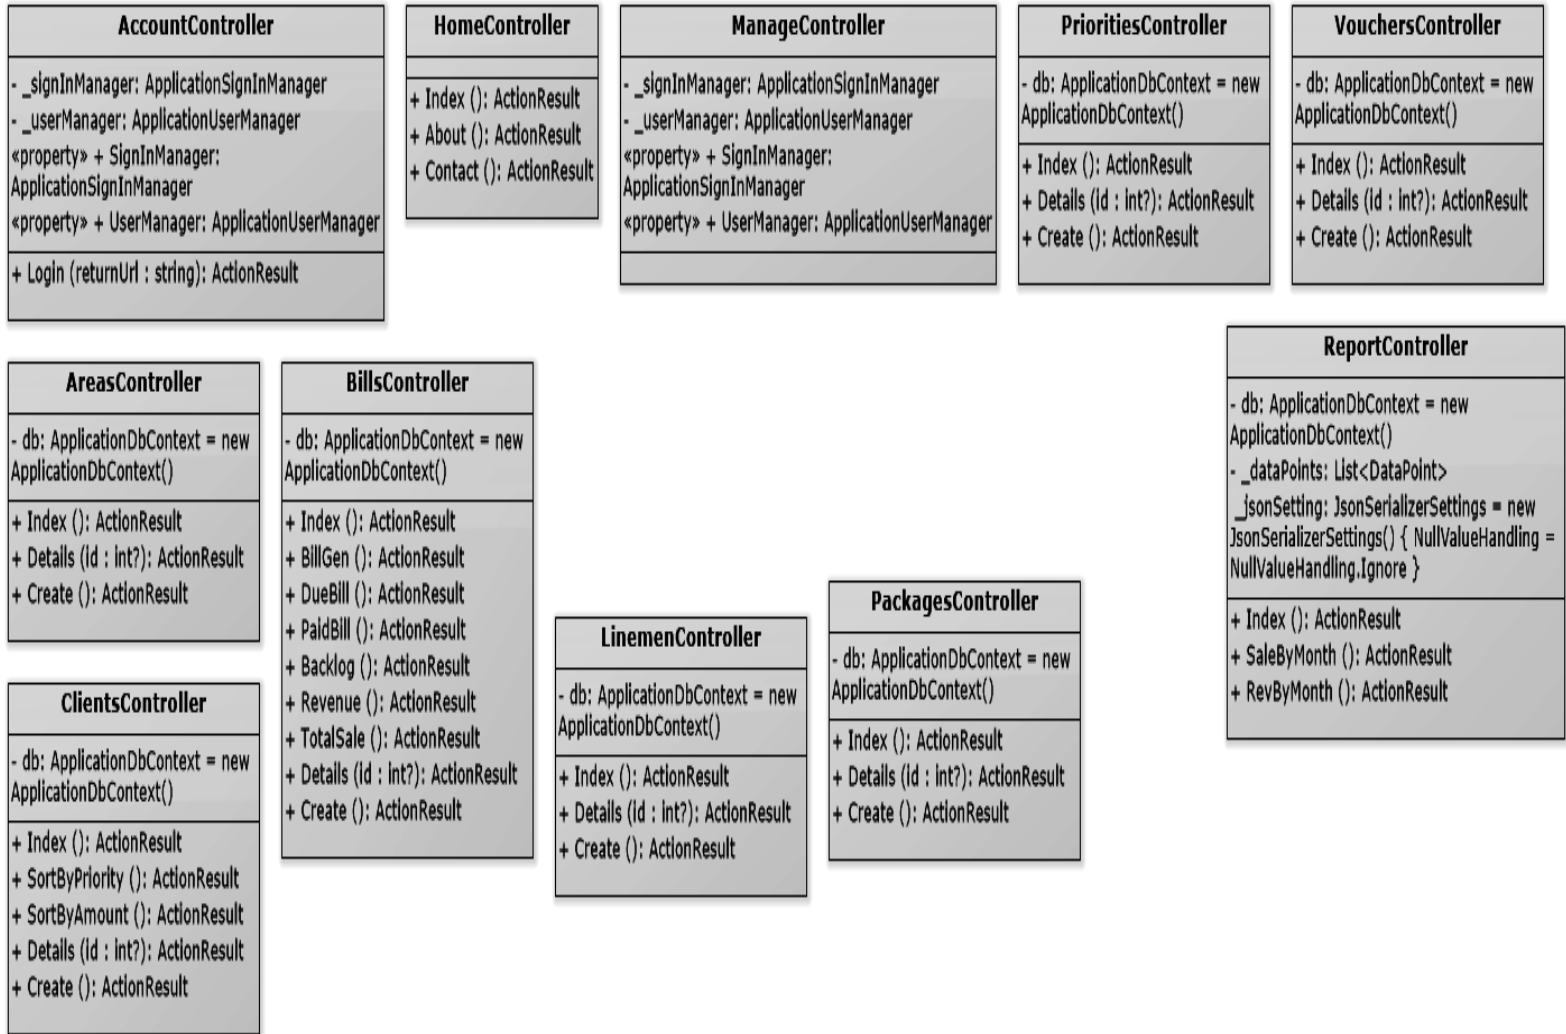 AccountController
- _signInManager: ApplicationSignInManager
- _userManager: ApplicationUserManager
«property» + SignInManager:
ApplicationSignInManager
«property» + UserManager: ApplicationUserManager
+ Login (returnUrl : string): ActionResult
HomeController
+ Index (): ActionResult
+ About (): ActionResult
+ Contact (): ActionResult
ManageController
- _signInManager: ApplicationSignInManager
- _userManager: ApplicationUserManager
«property» + SignInManager:
ApplicationSignInManager
«property» + UserManager: ApplicationUserManager
PrioritiesController
- db: ApplicationDbContext = new
ApplicationDbContext()
+ Index (): ActionResult
+ Details (id : int?): ActionResult
+ Create (): ActionResult
VouchersController
- db: ApplicationDbContext = new
ApplicationDbContext()
+ Index (): ActionResult
+ Details (id : int?): ActionResult
+ Create (): ActionResult
AreasController
- db: ApplicationDbContext = new
ApplicationDbContext()
+ Index (): ActionResult
+ Details (id : int?): ActionResult
+ Create (): ActionResult
BillsController
- db: ApplicationDbContext = new
ApplicationDbContext()
+ Index (): ActionResult
+ BillGen (): ActionResult
+ DueBill (): ActionResult
+ PaidBill (): ActionResult
+ Backlog (): ActionResult
+ Revenue (): ActionResult
+ TotalSale (): ActionResult
+ Details (id : int?): ActionResult
+ Create (): ActionResult
ReportController
- db: ApplicationDbContext = new
ApplicationDbContext()
- _dataPoints: List<DataPoint>
_jsonSetting: JsonSerializerSettings = new
JsonSerializerSettings() { NullValueHandling =
NullValueHandling.Ignore }
+ Index (): ActionResult
+ SaleByMonth (): ActionResult
+ RevByMonth (): ActionResult
ClientsController
- db: ApplicationDbContext = new
ApplicationDbContext()
+ Index (): ActionResult
+ SortByPriority (): ActionResult
+ SortByAmount (): ActionResult
+ Details (id : int?): ActionResult
+ Create (): ActionResult
LinemenController
- db: ApplicationDbContext = new
ApplicationDbContext()
+ Index (): ActionResult
+ Details (id : int?): ActionResult
+ Create (): ActionResult
PackagesController
- db: ApplicationDbContext = new
ApplicationDbContext()
+ Index (): ActionResult
+ Details (id : int?): ActionResult
+ Create (): ActionResult